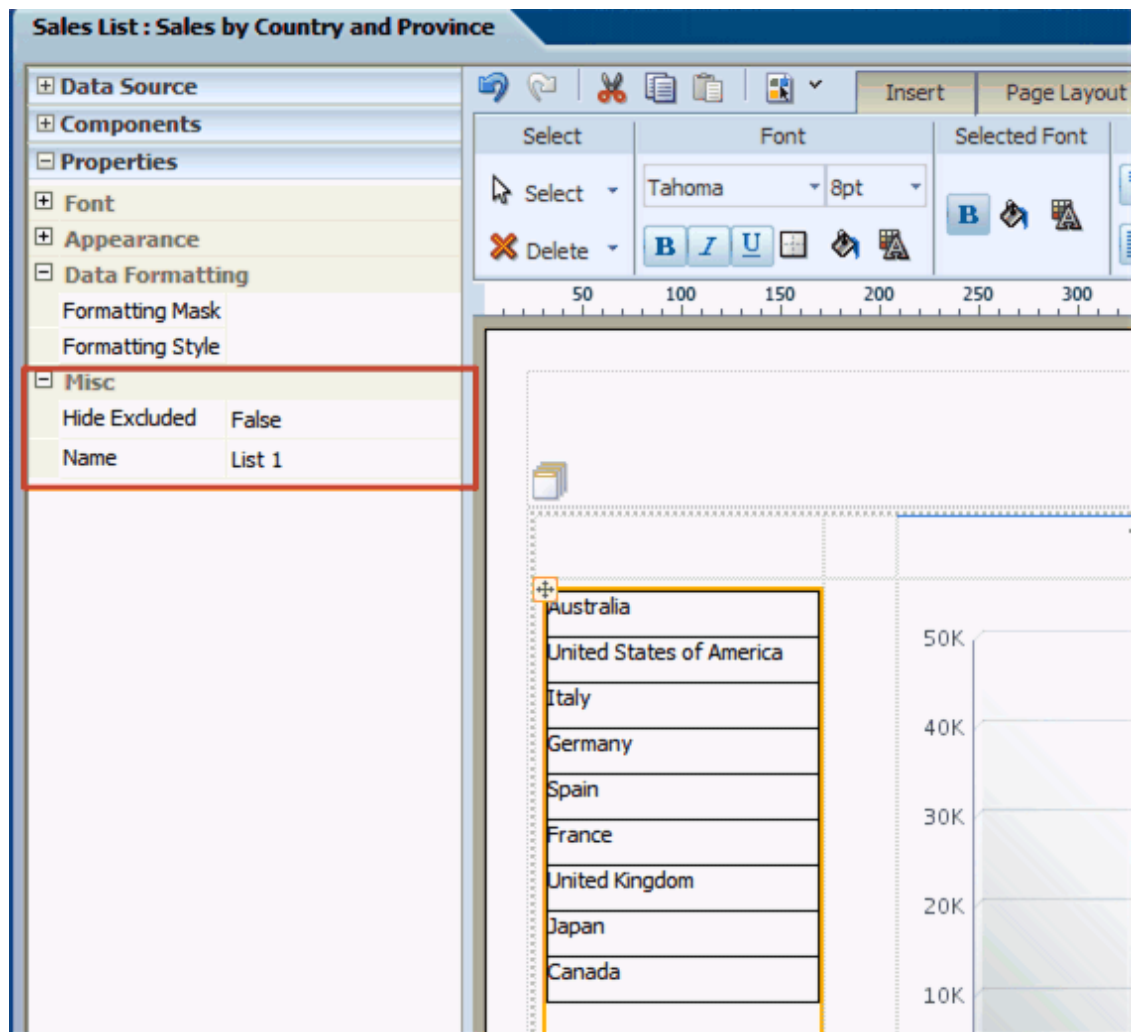 Sales List : Sales by Country and Province
Data Source
Components
Properties
Font
Appearance
Data Formatting
Formatting Mask
Formatting Style
Misc
Hide Excluded False
Name List 1
Insert Page Layout
Select Font Selected Font
Select Tahoma 8pt
B
Delete B I U
50 100 150 200 250 300
Australia
United States of America
Italy
Germany
Spain
France
United Kingdom
Japan
Canada
50K
40K
30K
20K
10K